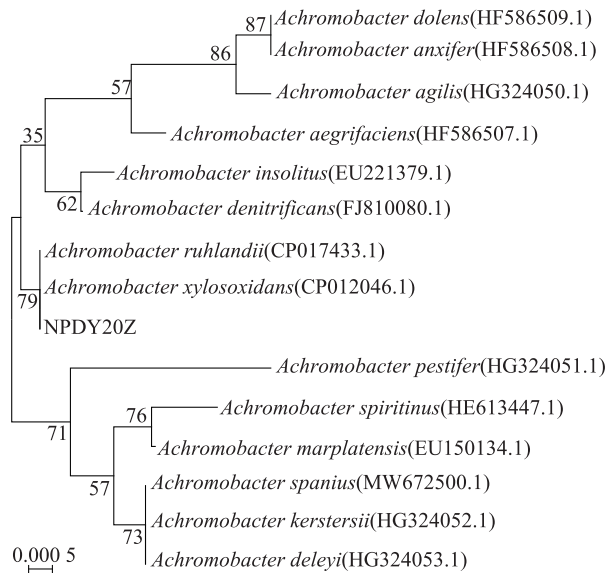 87
Achromobacter dolens(HF586509.1)
Achromobacter anxifer(HF586508.1)
86
Achromobacter agilis(HG324050.1)
57
Achromobacter aegrifaciens(HF586507.1)
35
Achromobacter insolitus(EU221379.1)
62
Achromobacter denitrificans(FJ810080.1)
Achromobacter ruhlandii(CP017433.1)
Achromobacter xylosoxidans(CP012046.1)
79
NPDY20Z
Achromobacter pestifer(HG324051.1)
76
Achromobacter spiritinus(HE613447.1)
71
Achromobacter marplatensis(EU150134.1)
57
Achromobacter spanius(MW672500.1)
Achromobacter kerstersii(HG324052.1)
73
Achromobacter deleyi(HG324053.1)
0.000 5